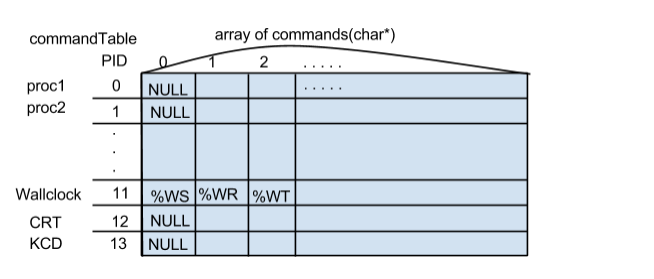 commandTable array of commands(char*)
PID 0 1 2 .....
proc1 0 NULL .....
proc2 1 NULL
.
.
.
Wallclock 11 %WS %WR %WT
CRT 12 NULL
KCD 13 NULL